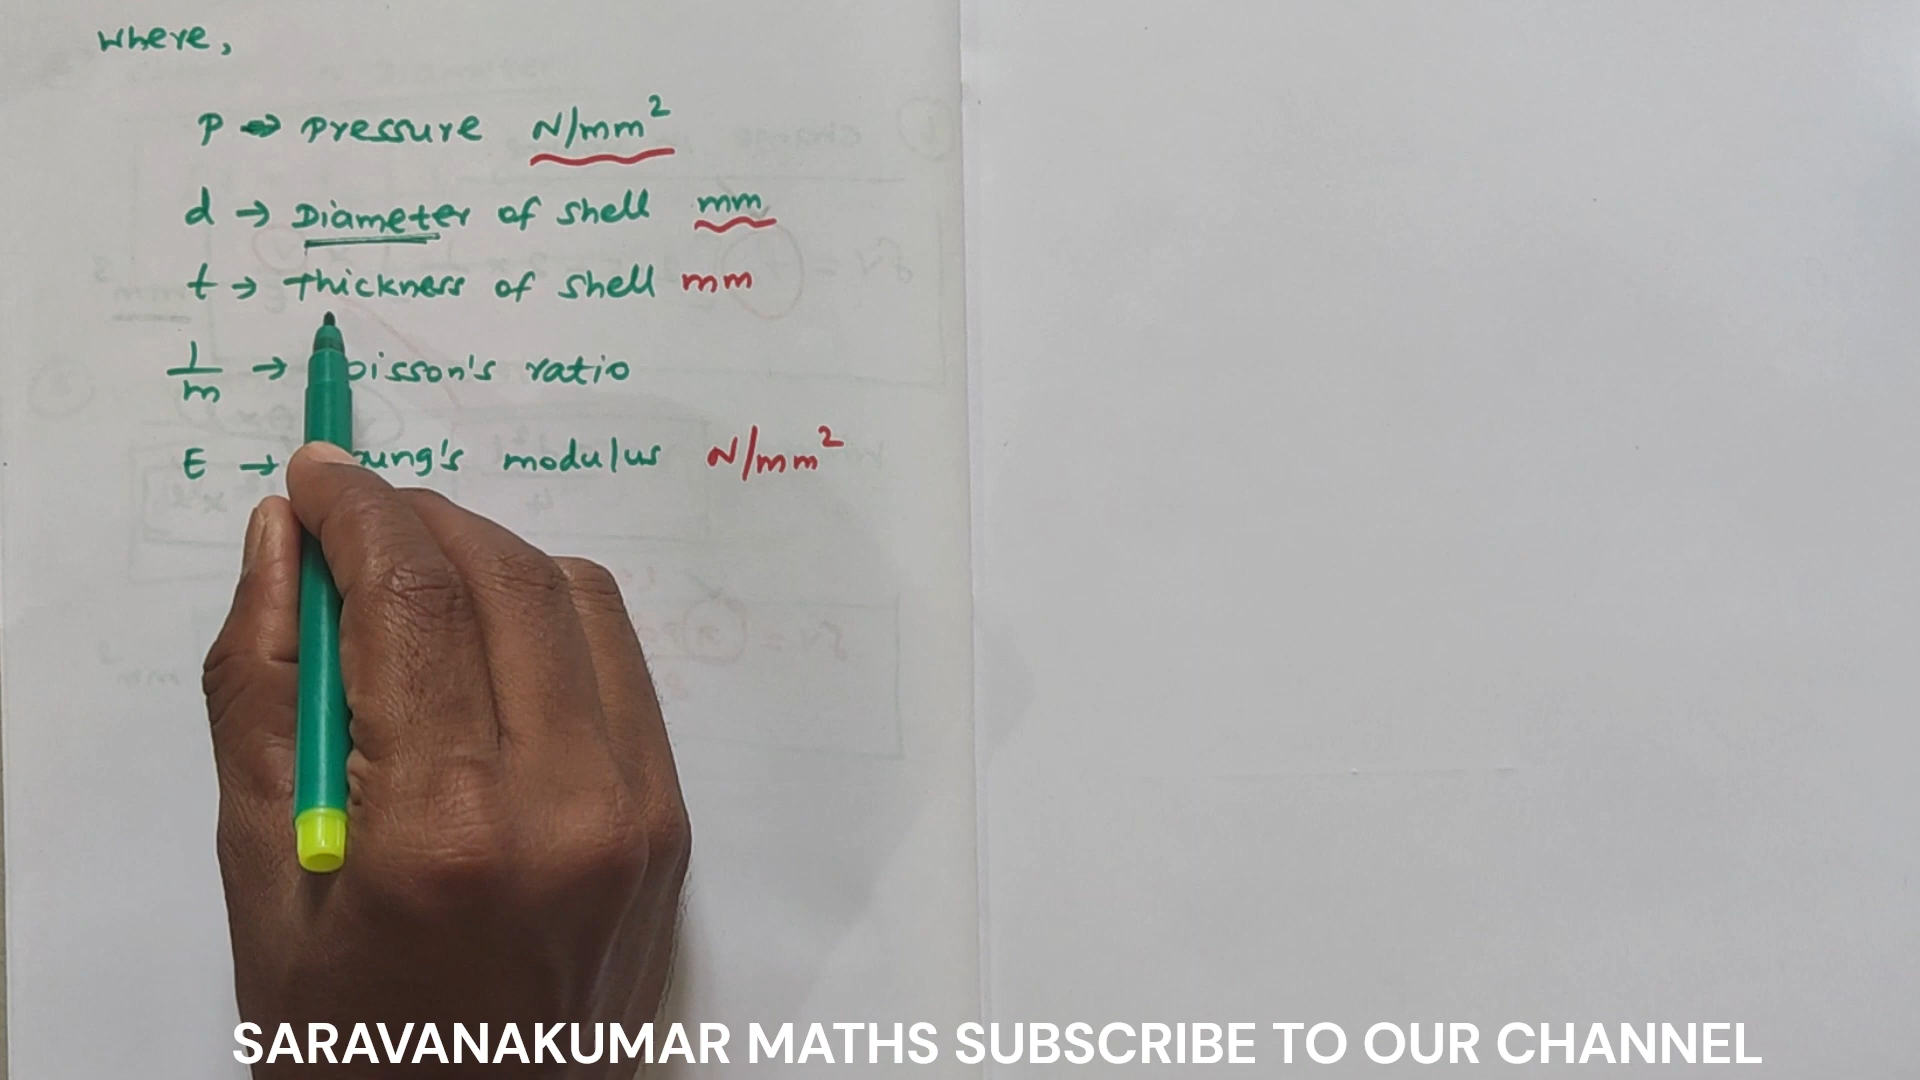 where,
P → Pressure N/mm²
d → Diameter of shell mm
t → Thickness of shell mm
1/m → oisson's ratio
E → ung's modulus N/mm²
SARAVANAKUMAR MATHS SUBSCRIBE TO OUR CHANNEL